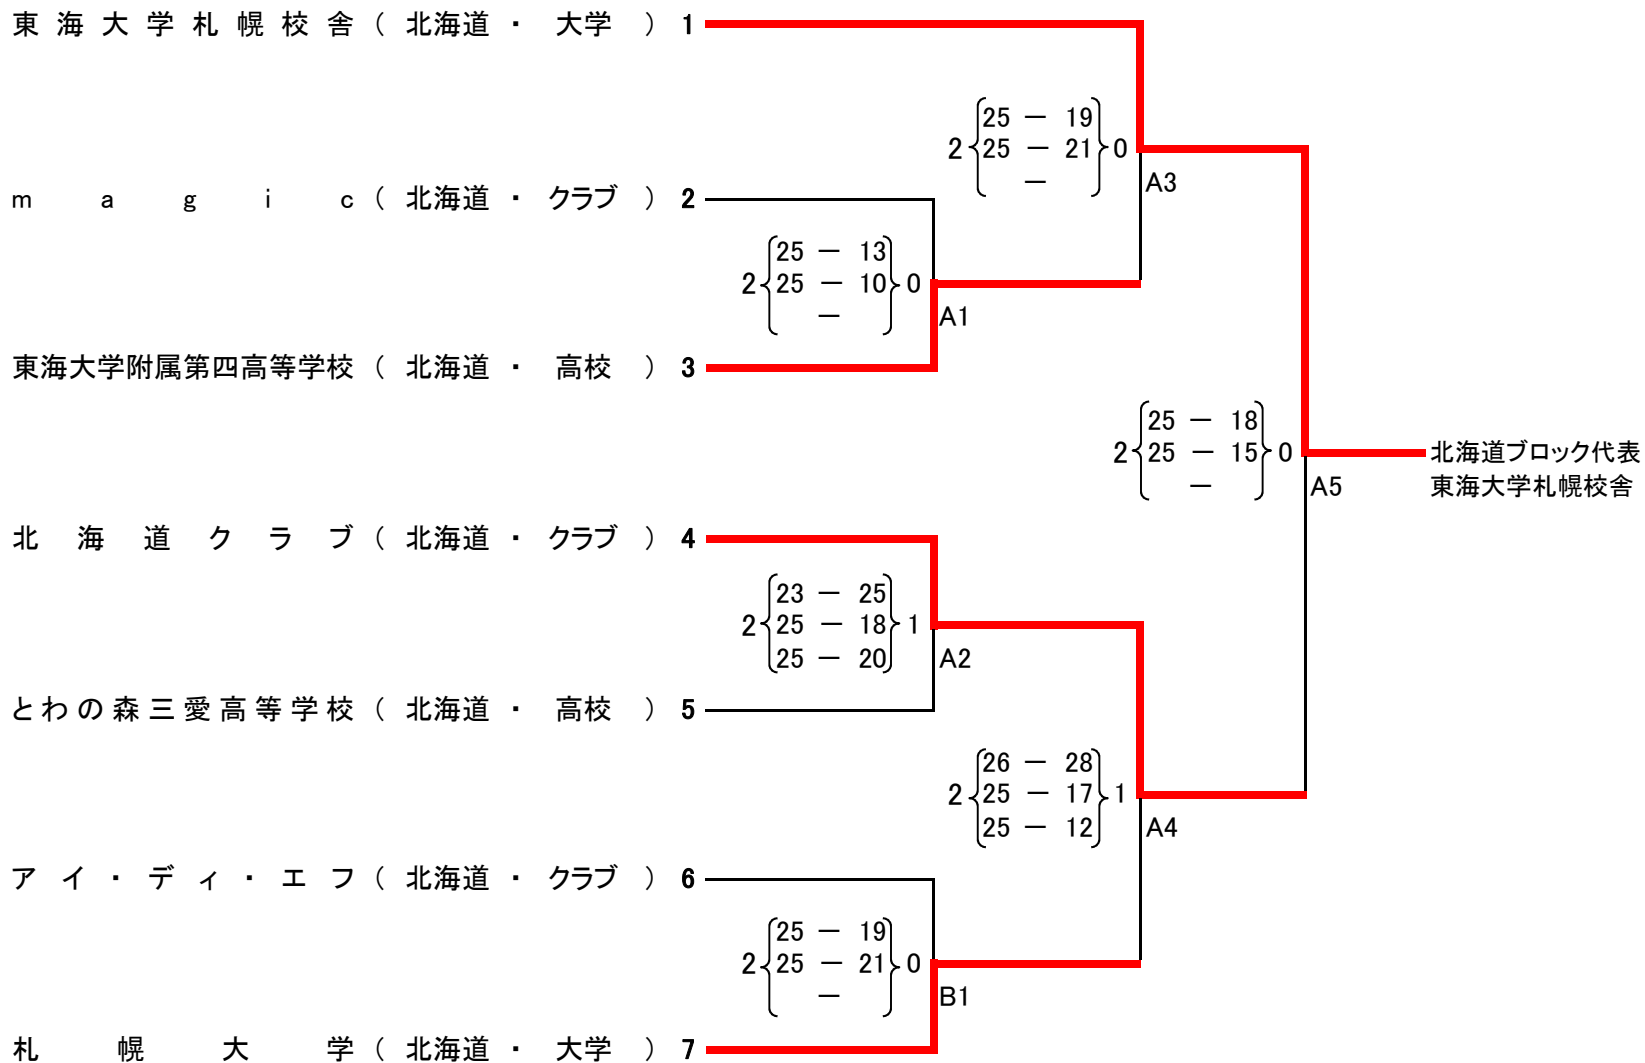 東海大学札幌校舎（ 北海道 ・ 大学 ） 1
25 － 19
2 25 － 21 0
－
A3
magic（ 北海道 ・ クラブ ） 2
25 － 13
2 25 － 10 0
－
A1
東海大学附属第四高等学校（ 北海道 ・ 高校 ） 3
25 － 18
2 25 － 15 0
－
A5
北海道ブロック代表
東海大学札幌校舎
北海道クラブ（ 北海道 ・ クラブ ） 4
23 － 25
2 25 － 18 1
25 － 20
A2
とわの森三愛高等学校（ 北海道 ・ 高校 ） 5
26 － 28
2 25 － 17 1
25 － 12
A4
アイ・ディ・エフ（ 北海道 ・ クラブ ） 6
25 － 19
2 25 － 21 0
－
B1
札幌大学（ 北海道 ・ 大学 ） 7